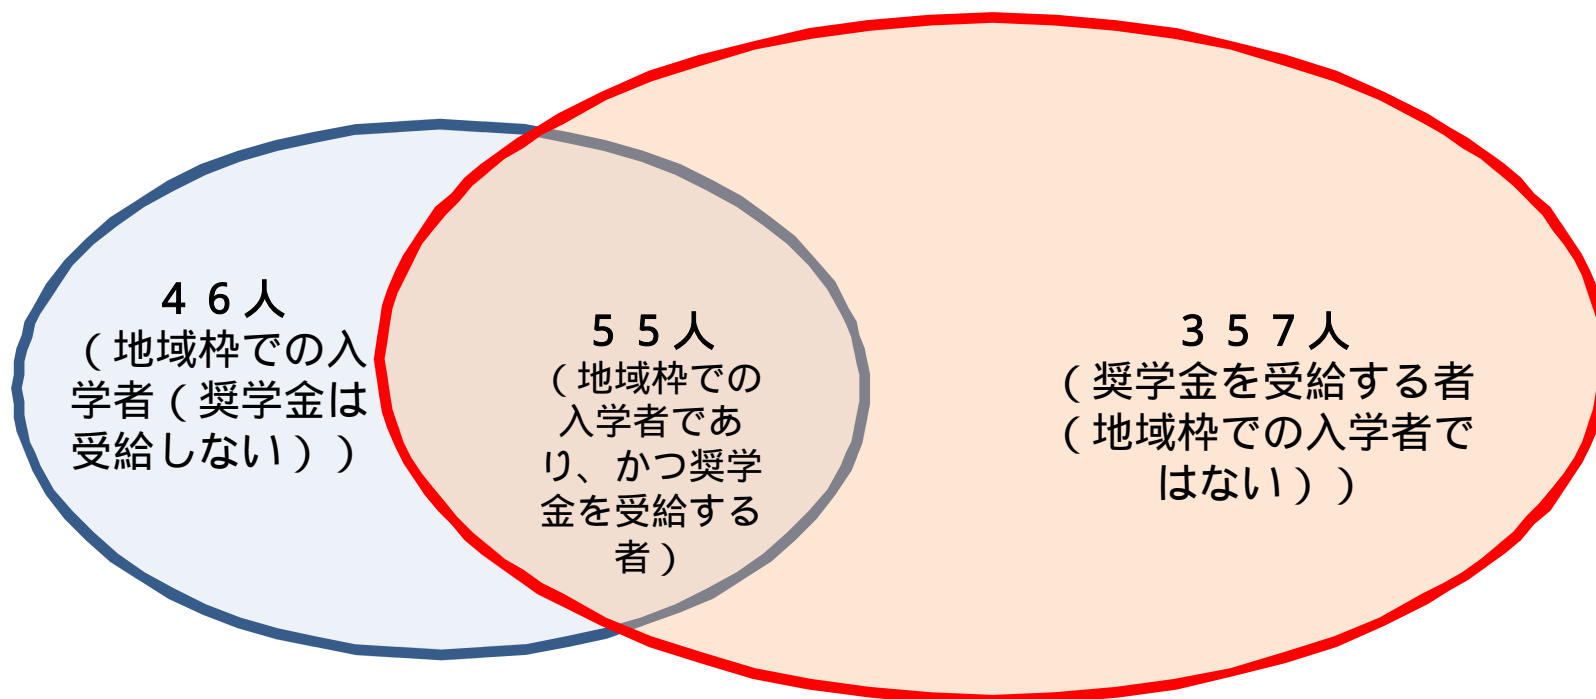 ４６人
（地域枠での入
学者（奨学金は
受給しない））
５５人
（地域枠での
入学者であ
り、かつ奨学
金を受給する
者）
３５７人
（奨学金を受給する者
（地域枠での入学者で
はない））